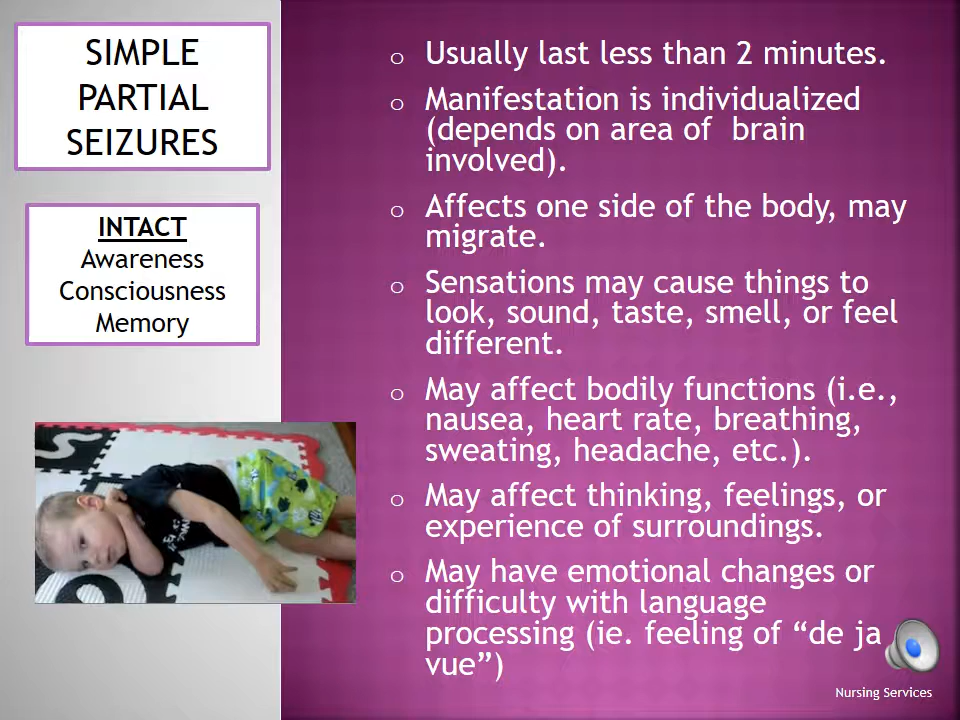 SIMPLE
PARTIAL
SEIZURES
INTACT
Awareness
Consciousness
Memory
o Usually last less than 2 minutes.
o Manifestation is individualized
(depends on area of brain
involved).
o Affects one side of the body, may
migrate.
o Sensations may cause things to
look, sound, taste, smell, or feel
different.
o May affect bodily functions (i.e.,
nausea, heart rate, breathing,
sweating, headache, etc.).
o May affect thinking, feelings, or
experience of surroundings.
o May have emotional changes or
difficulty with language
processing (ie. feeling of “de ja
vue”)
Nursing Services